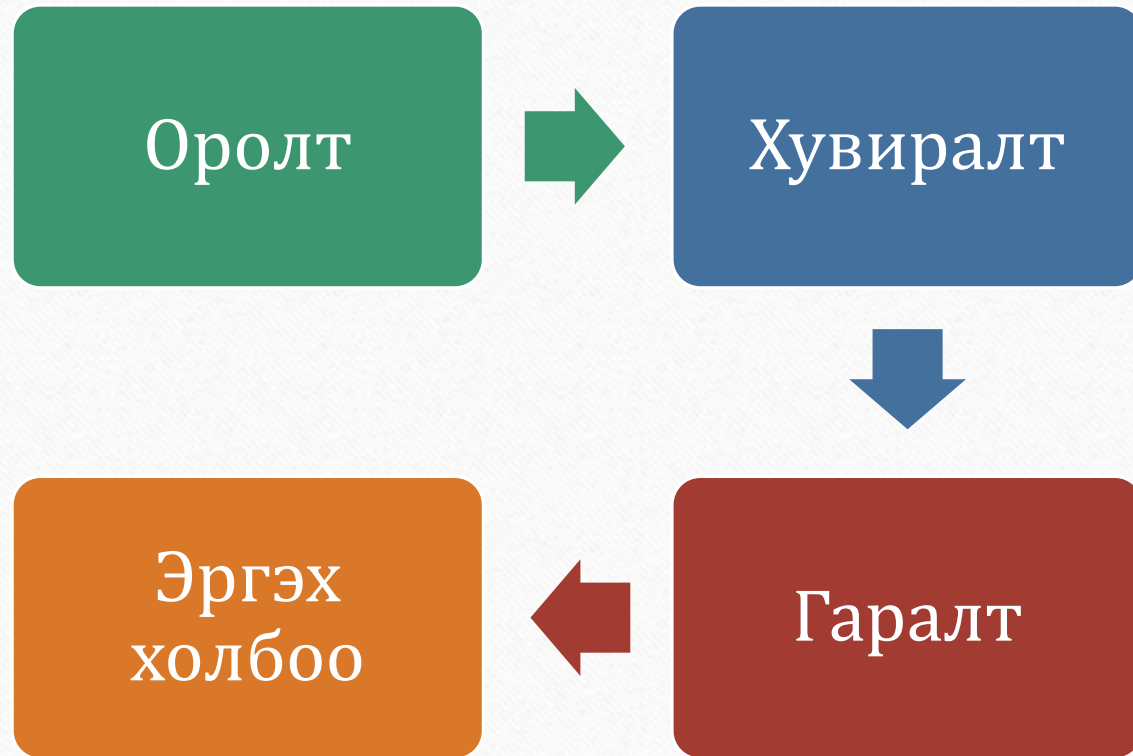 Оролт
Хувиралт
Гаралт
Эргэх
холбоо